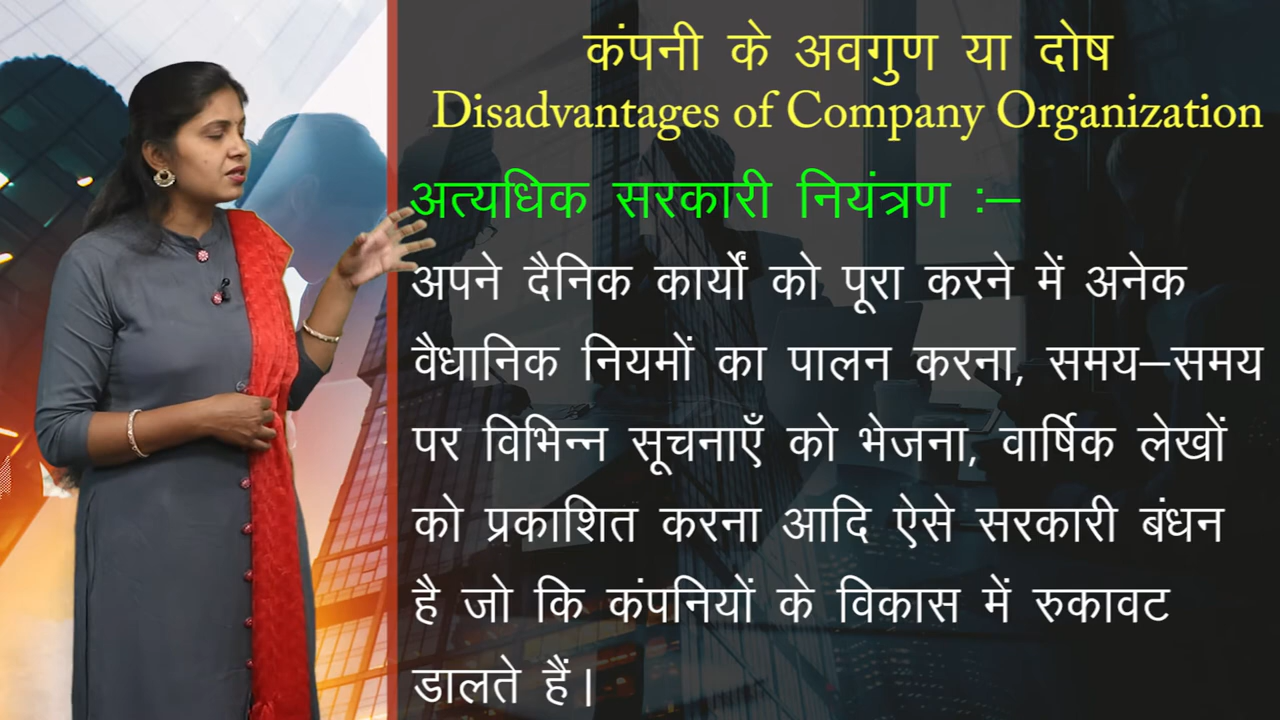 कंपनी के अवगुण या दोष
Disadvantages of Company Organization
अत्यधिक सरकारी नियंत्रण :–
अपने दैनिक कार्यों को पूरा करने में अनेक
वैधानिक नियमों का पालन करना, समय–समय
पर विभिन्न सूचनाएँ को भेजना, वार्षिक लेखों
को प्रकाशित करना आदि ऐसे सरकारी बंधन
है जो कि कंपनियों के विकास में रुकावट
डालते हैं।